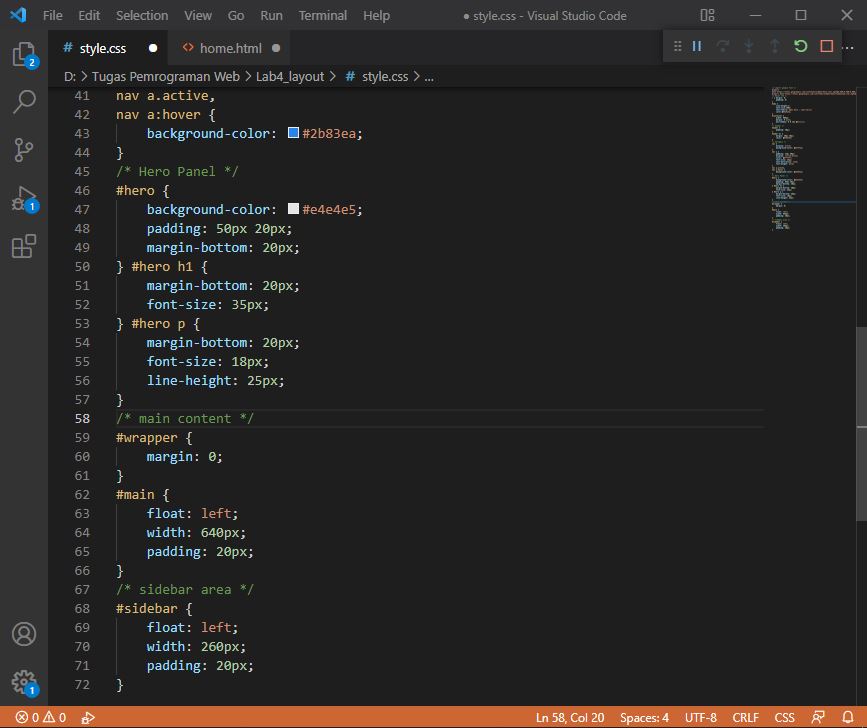 File Edit Selection View Go Run Terminal Help ● style.css - Visual Studio Code
# style.css ● <> home.html ●
D: > Tugas Pemrograman Web > Lab4_layout > # style.css > ...
41 nav a.active,
42 nav a:hover {
43     background-color: #2b83ea;
44 }
45 /* Hero Panel */
46 #hero {
47     background-color: #e4e4e5;
48     padding: 50px 20px;
49     margin-bottom: 20px;
50 } #hero h1 {
51     margin-bottom: 20px;
52     font-size: 35px;
53 } #hero p {
54     margin-bottom: 20px;
55     font-size: 18px;
56     line-height: 25px;
57 }
58 /* main content */
59 #wrapper {
60     margin: 0;
61 }
62 #main {
63     float: left;
64     width: 640px;
65     padding: 20px;
66 }
67 /* sidebar area */
68 #sidebar {
69     float: left;
70     width: 260px;
71     padding: 20px;
72 }
2
1
1
0 0 Ln 58, Col 20 Spaces: 4 UTF-8 CRLF CSS